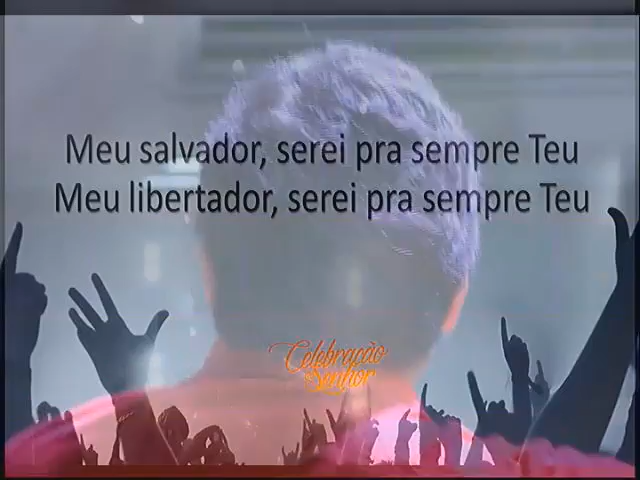 Meu salvador, serei pra sempre Teu
Meu libertador, serei pra sempre Teu
Celebração
Senhor